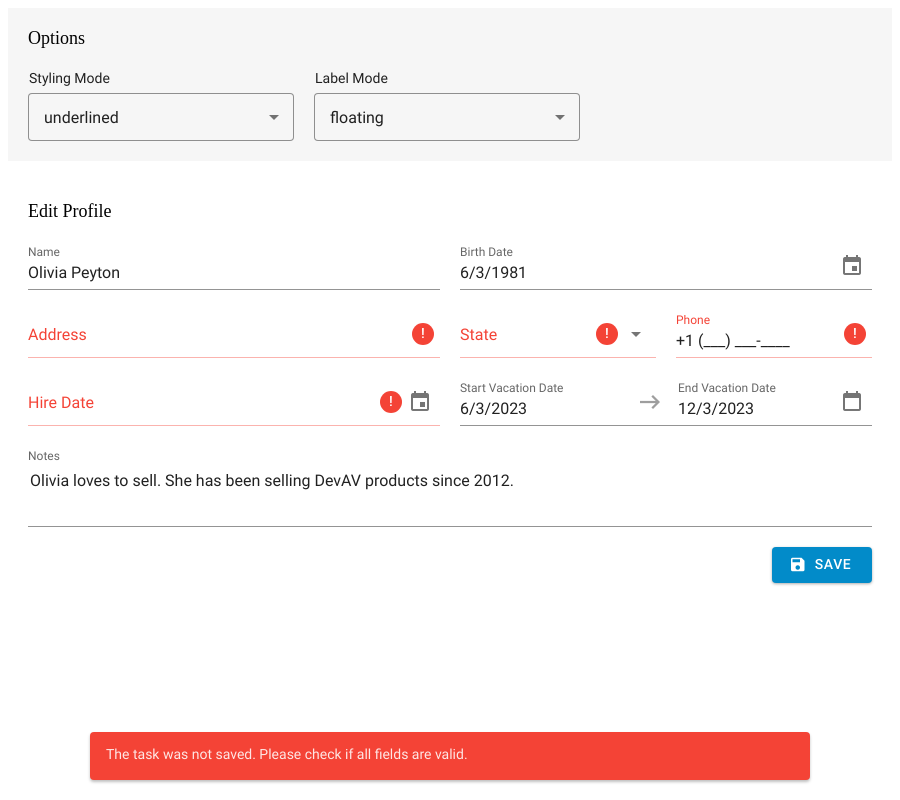 Options
Styling Mode
Label Mode
underlined
floating
Edit Profile
Name
Birth Date
Olivia Peyton
6/3/1981
Address
!
State
!
Phone
+1 (___) ___-____
!
Hire Date
!
Start Vacation Date
End Vacation Date
6/3/2023
12/3/2023
Notes
Olivia loves to sell. She has been selling DevAV products since 2012.
SAVE
The task was not saved. Please check if all fields are valid.